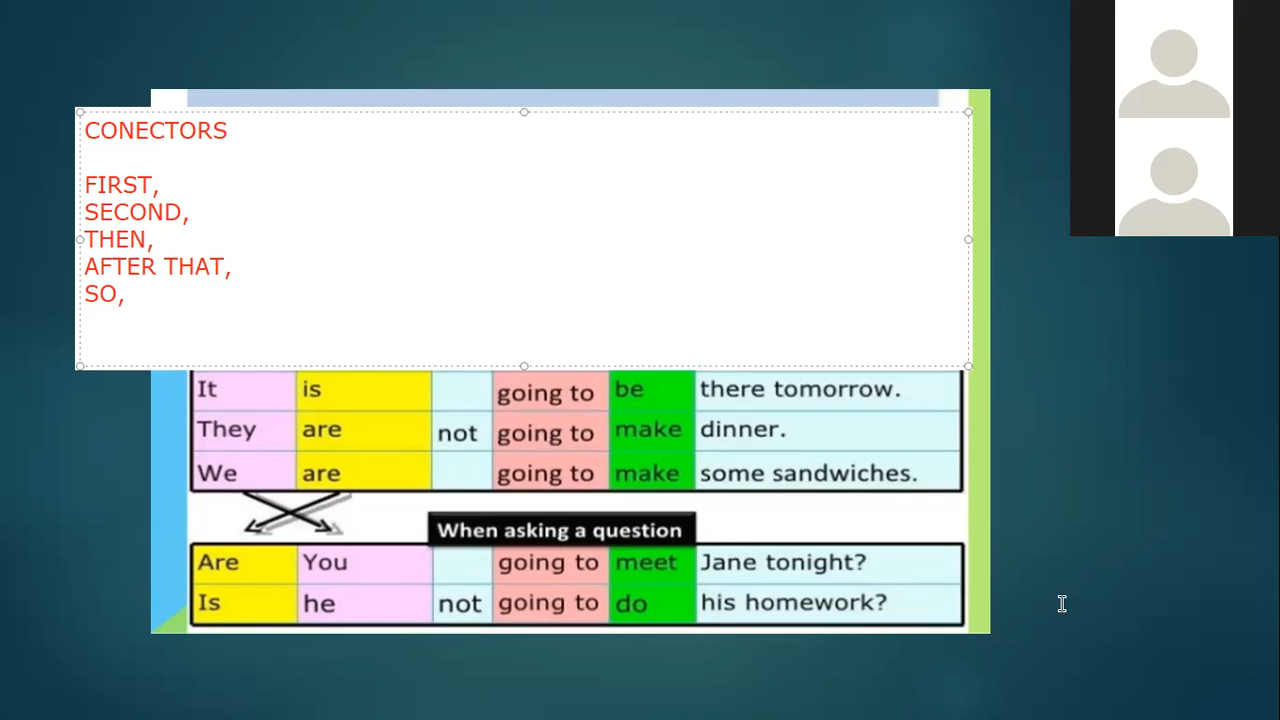 CONECTORS
FIRST,
SECOND,
THEN,
AFTER THAT,
SO,
It is going to be there tomorrow.
They are not going to make dinner.
We are going to make some sandwiches.
When asking a question
Are You going to meet Jane tonight?
Is he not going to do his homework?